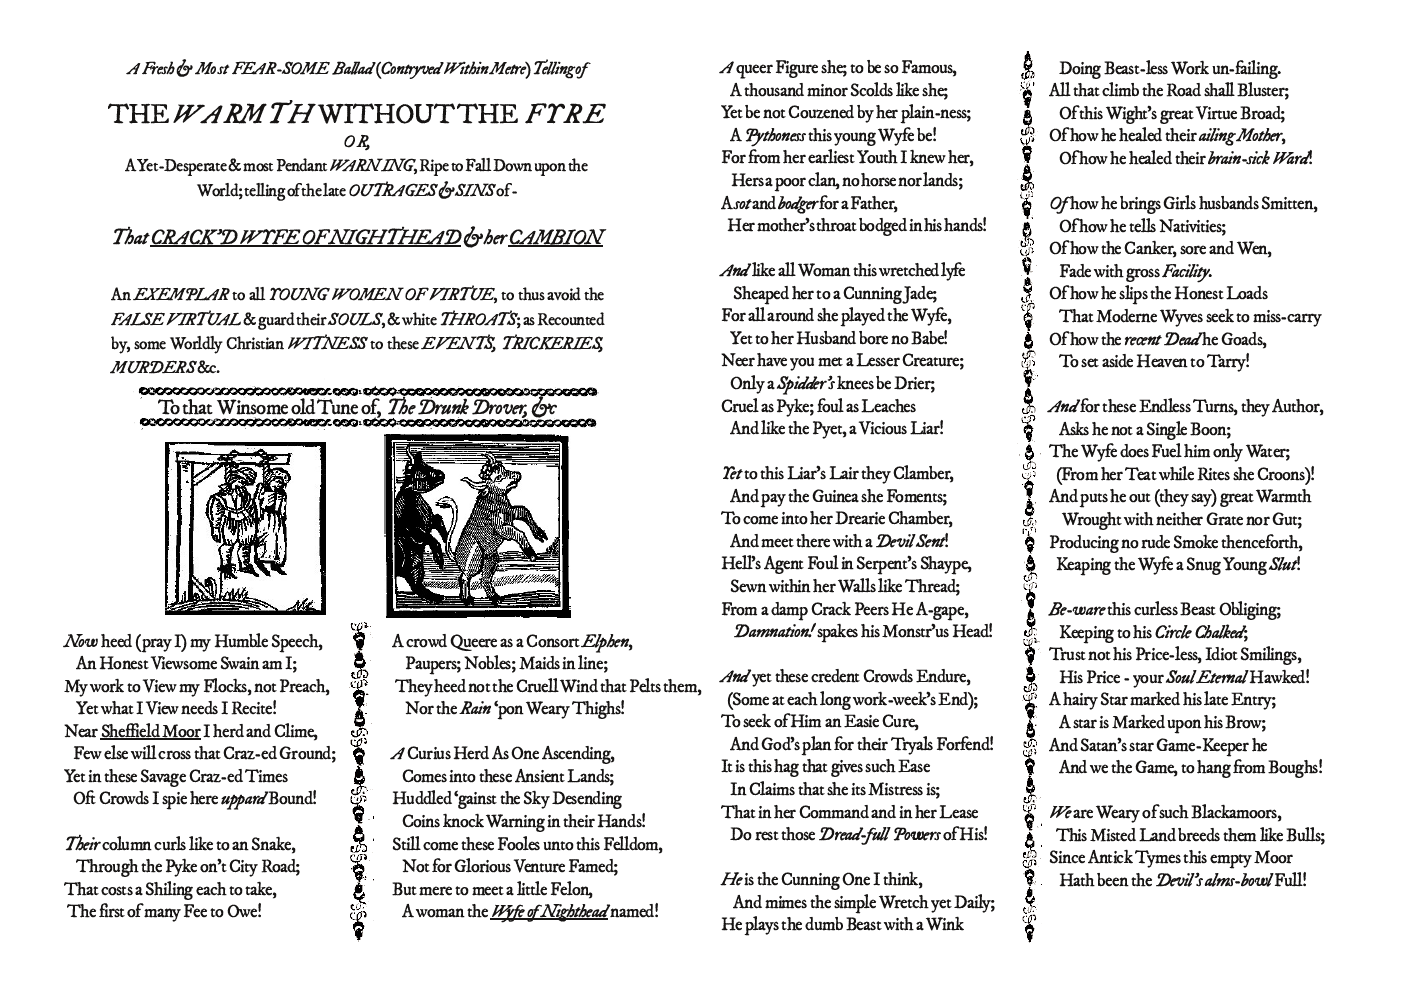 A Fresh & Most FEAR-SOME Ballad (Contryved Within Metre) Telling of
THE WARMTH WITHOUT THE FYRE
OR,
A Yet-Desperate & most Pendant WARNING, Ripe to Fall Down upon the
World; telling of the late OUTRAGES & SINS of -
That CRACK'D WYFE OF NIGHTHEAD & her CAMBION
An EXEMPLAR to all YOUNG WOMEN OF VIRTUE, to thus avoid the
FALSE VIRTUAL & guard their SOULS, & white THROATS; as Recounted
by, some Worldly Christian WITNESS to these EVENTS, TRICKERIES,
MURDERS &c.
To that Winsome old Tune of, The Drunk Drover, &c
Now heed (pray I) my Humble Speech,
An Honest Viewsome Swain am I;
My work to View my Flocks, not Preach,
Yet what I View needs I Recite!
Near Sheffield Moor I herd and Clime,
Few else will cross that Craz-ed Ground;
Yet in these Savage Craz-ed Times
Oft Crowds I spie here uppard Bound!
Their column curls like to an Snake,
Through the Pyke on't City Road;
That costs a Shiling each to take,
The first of many Fee to Owe!
A crowd Queere as a Consort Elphen,
Paupers; Nobles; Maids in line;
They heed not the Cruell Wind that Pelts them,
Nor the Rain 'pon Weary Thighs!
A Curius Herd As One Ascending,
Comes into these Ansient Lands;
Huddled 'gainst the Sky Desending
Coins knock Warning in their Hands!
Still come these Fooles unto this Felldom,
Not for Glorious Venture Famed;
But mere to meet a little Felon,
A woman the Wyfe of Nighthead named!
A queer Figure she; to be so Famous,
A thousand minor Scolds like she;
Yet be not Couzened by her plain-ness;
A Pythoness this young Wyfe be!
For from her earliest Youth I knew her,
Hers a poor clan, no horse nor lands;
A sot and bodger for a Father,
Her mother's throat bodged in his hands!
And like all Woman this wretched lyfe
Sheaped her to a Cunning Jade;
For all around she played the Wyfe,
Yet to her Husband bore no Babe!
Neer have you met a Lesser Creature;
Only a Spidder's knees be Drier;
Cruel as Pyke; foul as Leaches
And like the Pyet, a Vicious Liar!
Yet to this Liar's Lair they Clamber,
And pay the Guinea she Foments;
To come into her Drearie Chamber,
And meet there with a Devil Sent!
Hell's Agent Foul in Serpent's Shaype,
Sewn within her Walls like Thread;
From a damp Crack Peers He A-gape,
Damnation! spakes his Monstr'us Head!
And yet these credent Crowds Endure,
(Some at each long work-week's End);
To seek of Him an Easie Cure,
And God's plan for their Tryals Forfend!
It is this hag that gives such Ease
In Claims that she its Mistress is;
That in her Command and in her Lease
Do rest those Dread-full Powers of His!
He is the Cunning One I think,
And mimes the simple Wretch yet Daily;
He plays the dumb Beast with a Wink
Doing Beast-less Work un-failing.
All that climb the Road shall Bluster;
Of this Wight's great Virtue Broad;
Of how he healed their ailing Mother,
Of how he healed their brain-sick Ward!
Of how he brings Girls husbands Smitten,
Of how he tells Nativities;
Of how the Canker, sore and Wen,
Fade with gross Facility.
Of how he slips the Honest Loads
That Moderne Wyves seek to miss-carry
Of how the recent Dead he Goads,
To set aside Heaven to Tarry!
And for these Endless Turns, they Author,
Asks he not a Single Boon;
The Wyfe does Fuel him only Water;
(From her Teat while Rites she Croons)!
And puts he out (they say) great Warmth
Wrought with neither Grate nor Gut;
Producing no rude Smoke thenceforth,
Keaping the Wyfe a Snug Young Slut!
Be-ware this curless Beast Obliging;
Keeping to his Circle Chalked;
Trust not his Price-less, Idiot Smilings,
His Price - your Soul Eternal Hawked!
A hairy Star marked his late Entry;
A star is Marked upon his Brow;
And Satan's star Game-Keeper he
And we the Game, to hang from Boughs!
We are Weary of such Blackamoors,
This Misted Land breeds them like Bulls;
Since Antick Tymes this empty Moor
Hath been the Devil's alms-bowl Full!